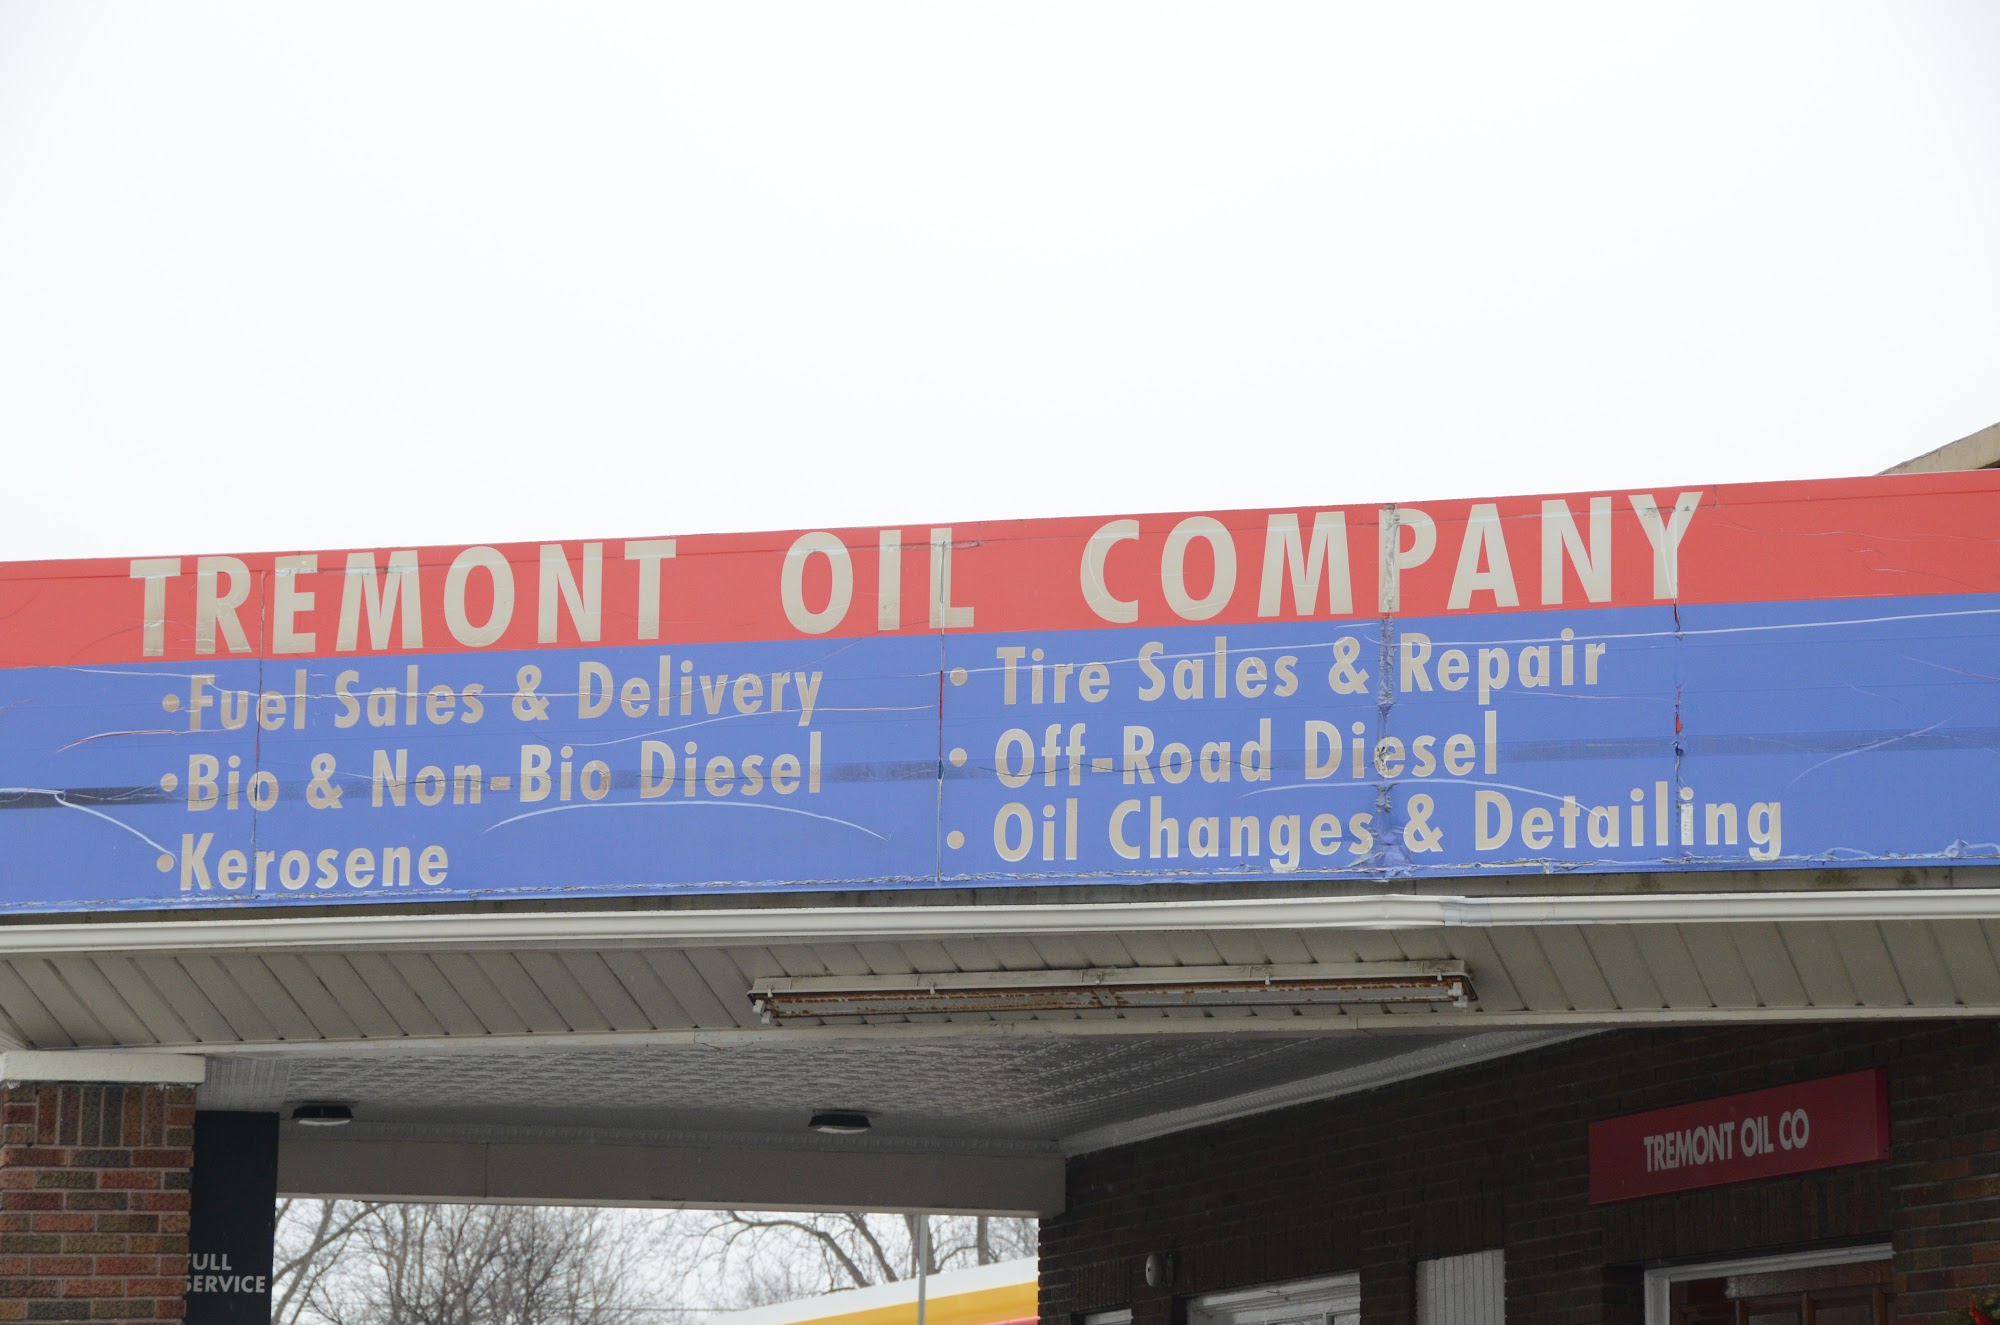 TREMONT OIL COMPANY
•Fuel Sales & Delivery
•Bio & Non-Bio Diesel
•Kerosene
• Tire Sales & Repair
• Off-Road Diesel
• Oil Changes & Detailing
TREMONT OIL CO
FULL
SERVICE